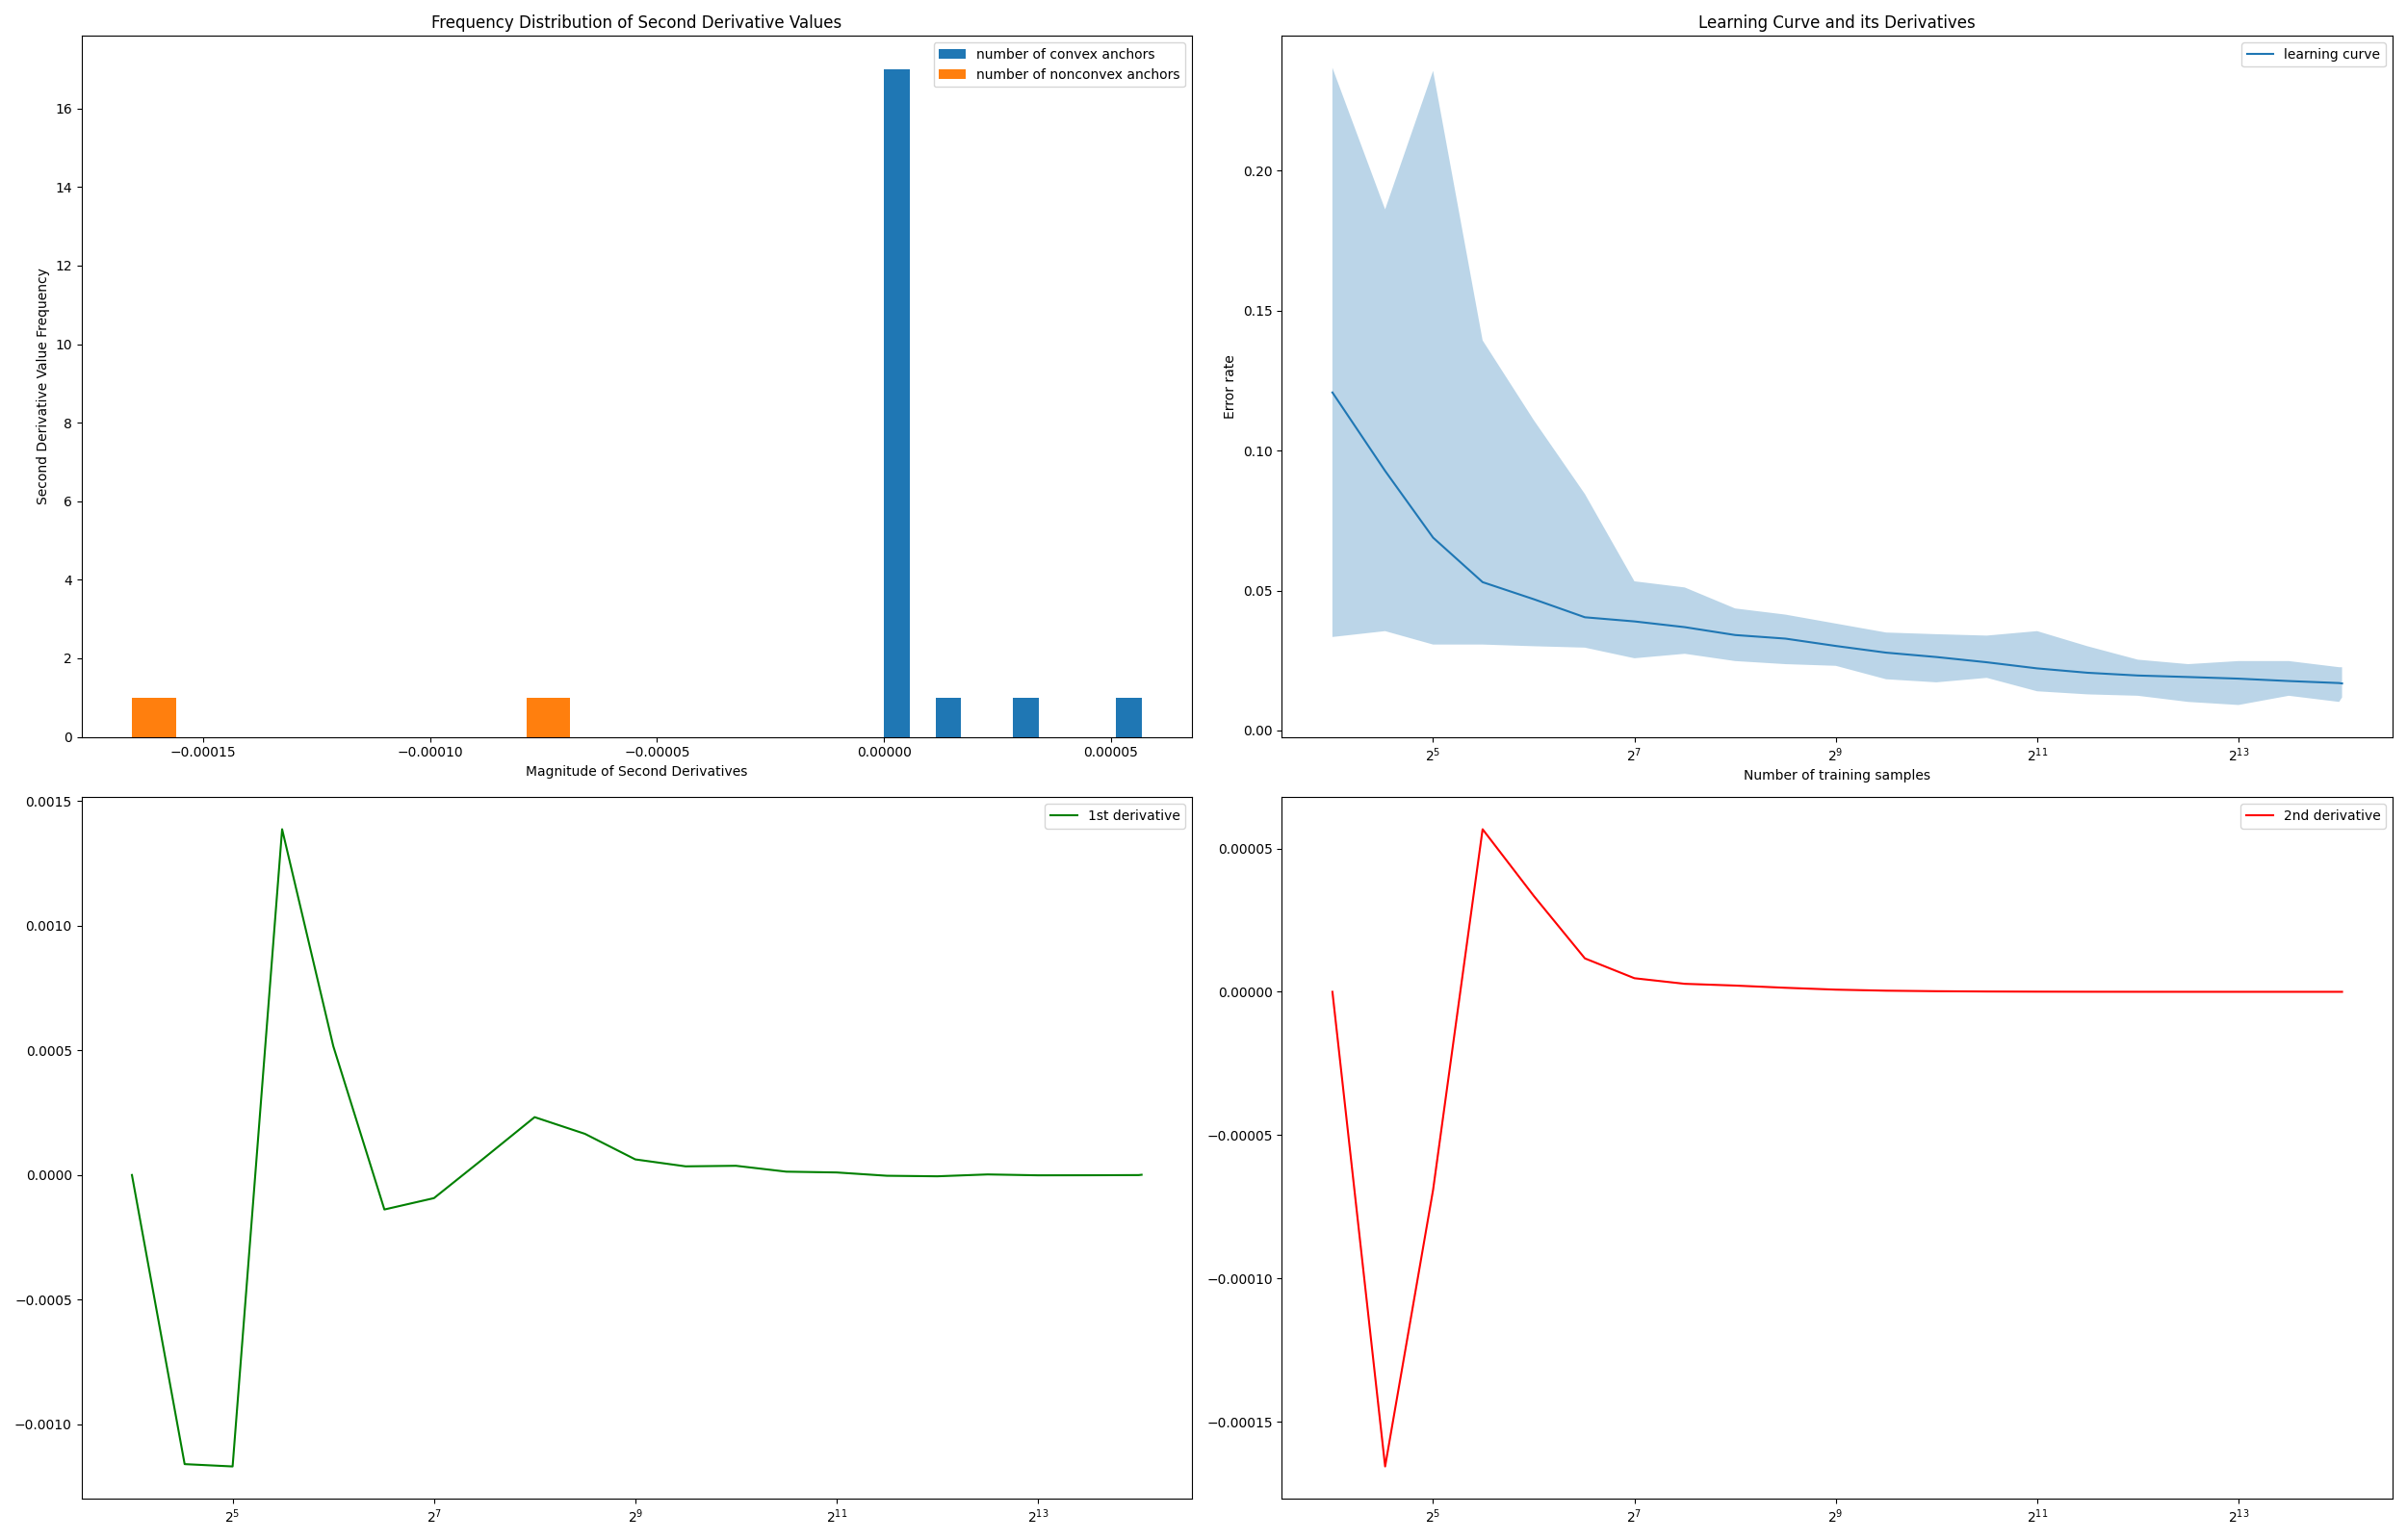 Frequency Distribution of Second Derivative Values
number of convex anchors
number of nonconvex anchors
Second Derivative Value Frequency
16
14
12
10
8
6
4
2
0
−0.00015 −0.00010 −0.00005 0.00000 0.00005
Magnitude of Second Derivatives
Learning Curve and its Derivatives
learning curve
Error rate
0.20
0.15
0.10
0.05
0.00
2^5 2^7 2^9 2^11 2^13
Number of training samples
1st derivative
0.0015
0.0010
0.0005
0.0000
−0.0005
−0.0010
2^5 2^7 2^9 2^11 2^13
2nd derivative
0.00005
0.00000
−0.00005
−0.00010
−0.00015
2^5 2^7 2^9 2^11 2^13